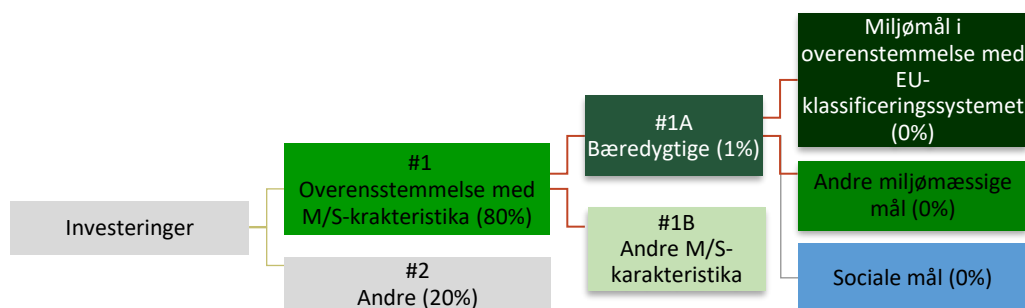 Investeringer
#1
Overensstemmelse med
M/S-krakteristika (80%)
#2
Andre (20%)
#1A
Bæredygtige (1%)
#1B
Andre M/S-
karakteristika
Miljømål i
overenstemmelse med
EU-
klassificeringssystemet
(0%)
Andre miljømæssige
mål (0%)
Sociale mål (0%)